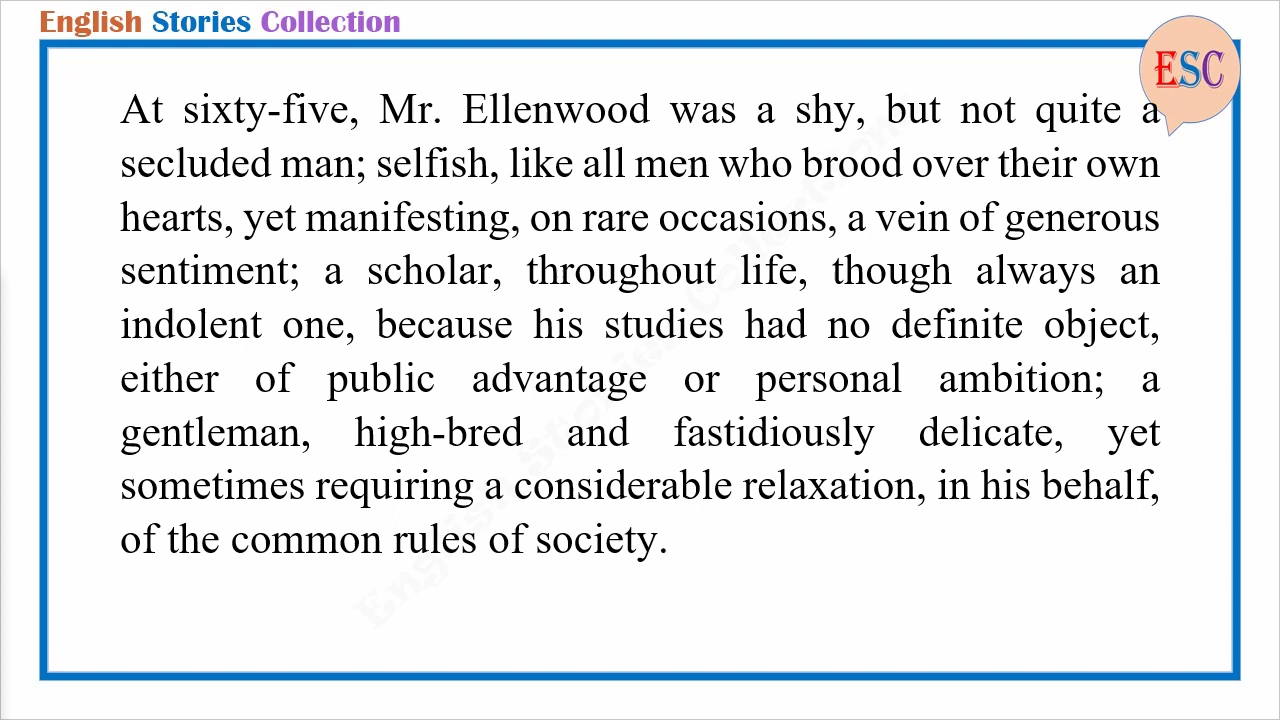 English Stories Collection
ESC
At sixty-five, Mr. Ellenwood was a shy, but not quite a
secluded man; selfish, like all men who brood over their own
hearts, yet manifesting, on rare occasions, a vein of generous
sentiment; a scholar, throughout life, though always an
indolent one, because his studies had no definite object,
either of public advantage or personal ambition; a
gentleman, high-bred and fastidiously delicate, yet
sometimes requiring a considerable relaxation, in his behalf,
of the common rules of society.
English Stories Collection